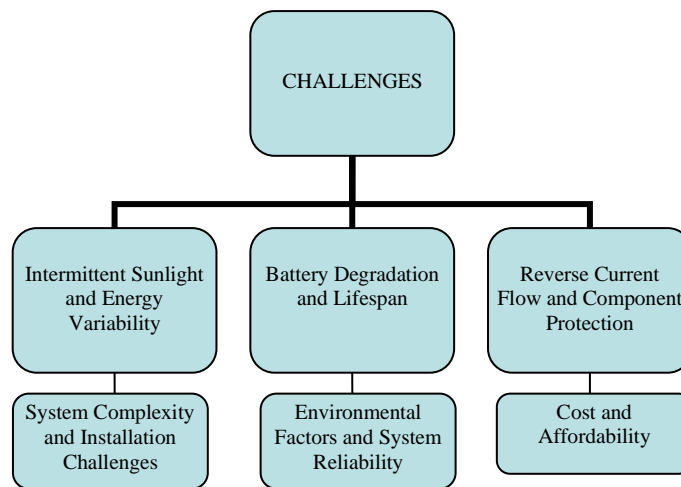 CHALLENGES
Intermittent Sunlight
and Energy
Variability
Battery Degradation
and Lifespan
Reverse Current
Flow and Component
Protection
System Complexity
and Installation
Challenges
Environmental
Factors and System
Reliability
Cost and
Affordability